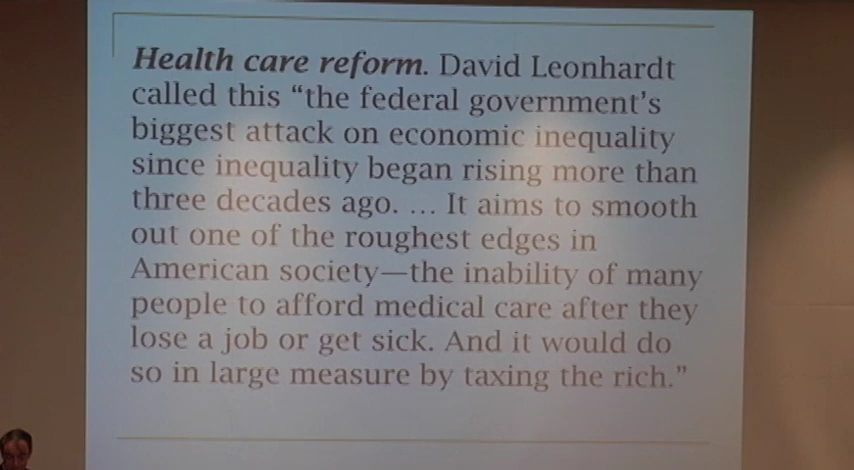 Health care reform. David Leonhardt
called this “the federal government’s
biggest attack on economic inequality
since inequality began rising more than
three decades ago. … It aims to smooth
out one of the roughest edges in
American society—the inability of many
people to afford medical care after they
lose a job or get sick. And it would do
so in large measure by taxing the rich.”